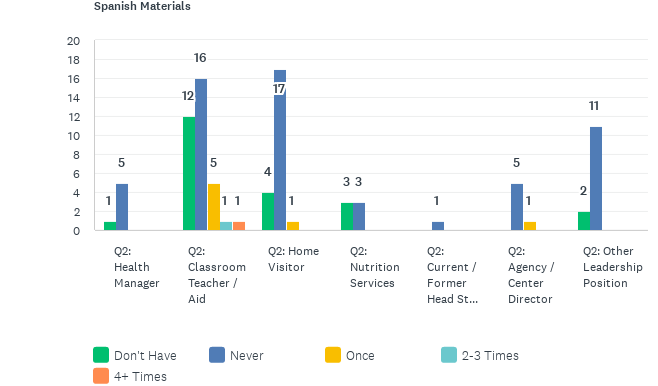 Spanish Materials
20
18
16
14
12
10
8
6
4
2
0
1
5
12
16
5
1
1
4
17
1
3
3
1
5
1
2
11
Q2:
Health
Manager
Q2:
Classroom
Teacher /
Aid
Q2: Home
Visitor
Q2:
Nutrition
Services
Q2:
Current /
Former
Head St...
Q2:
Agency /
Center
Director
Q2: Other
Leadership
Position
Don't Have
Never
Once
2-3 Times
4+ Times